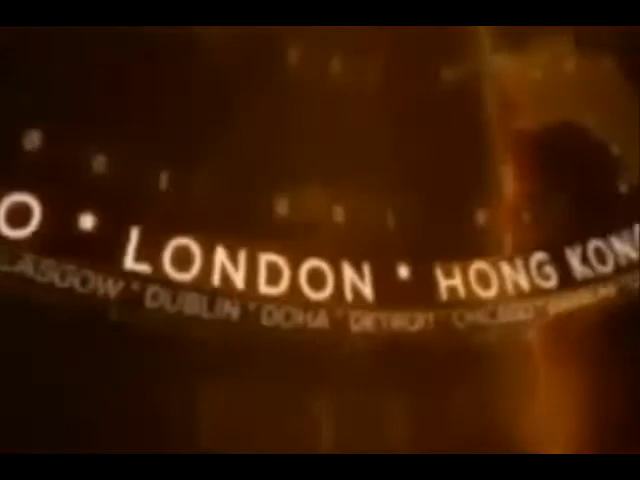 O • LONDON • HONG KON
LASGOW • DUBLIN • DOHA • DETROIT • CHICAGO •